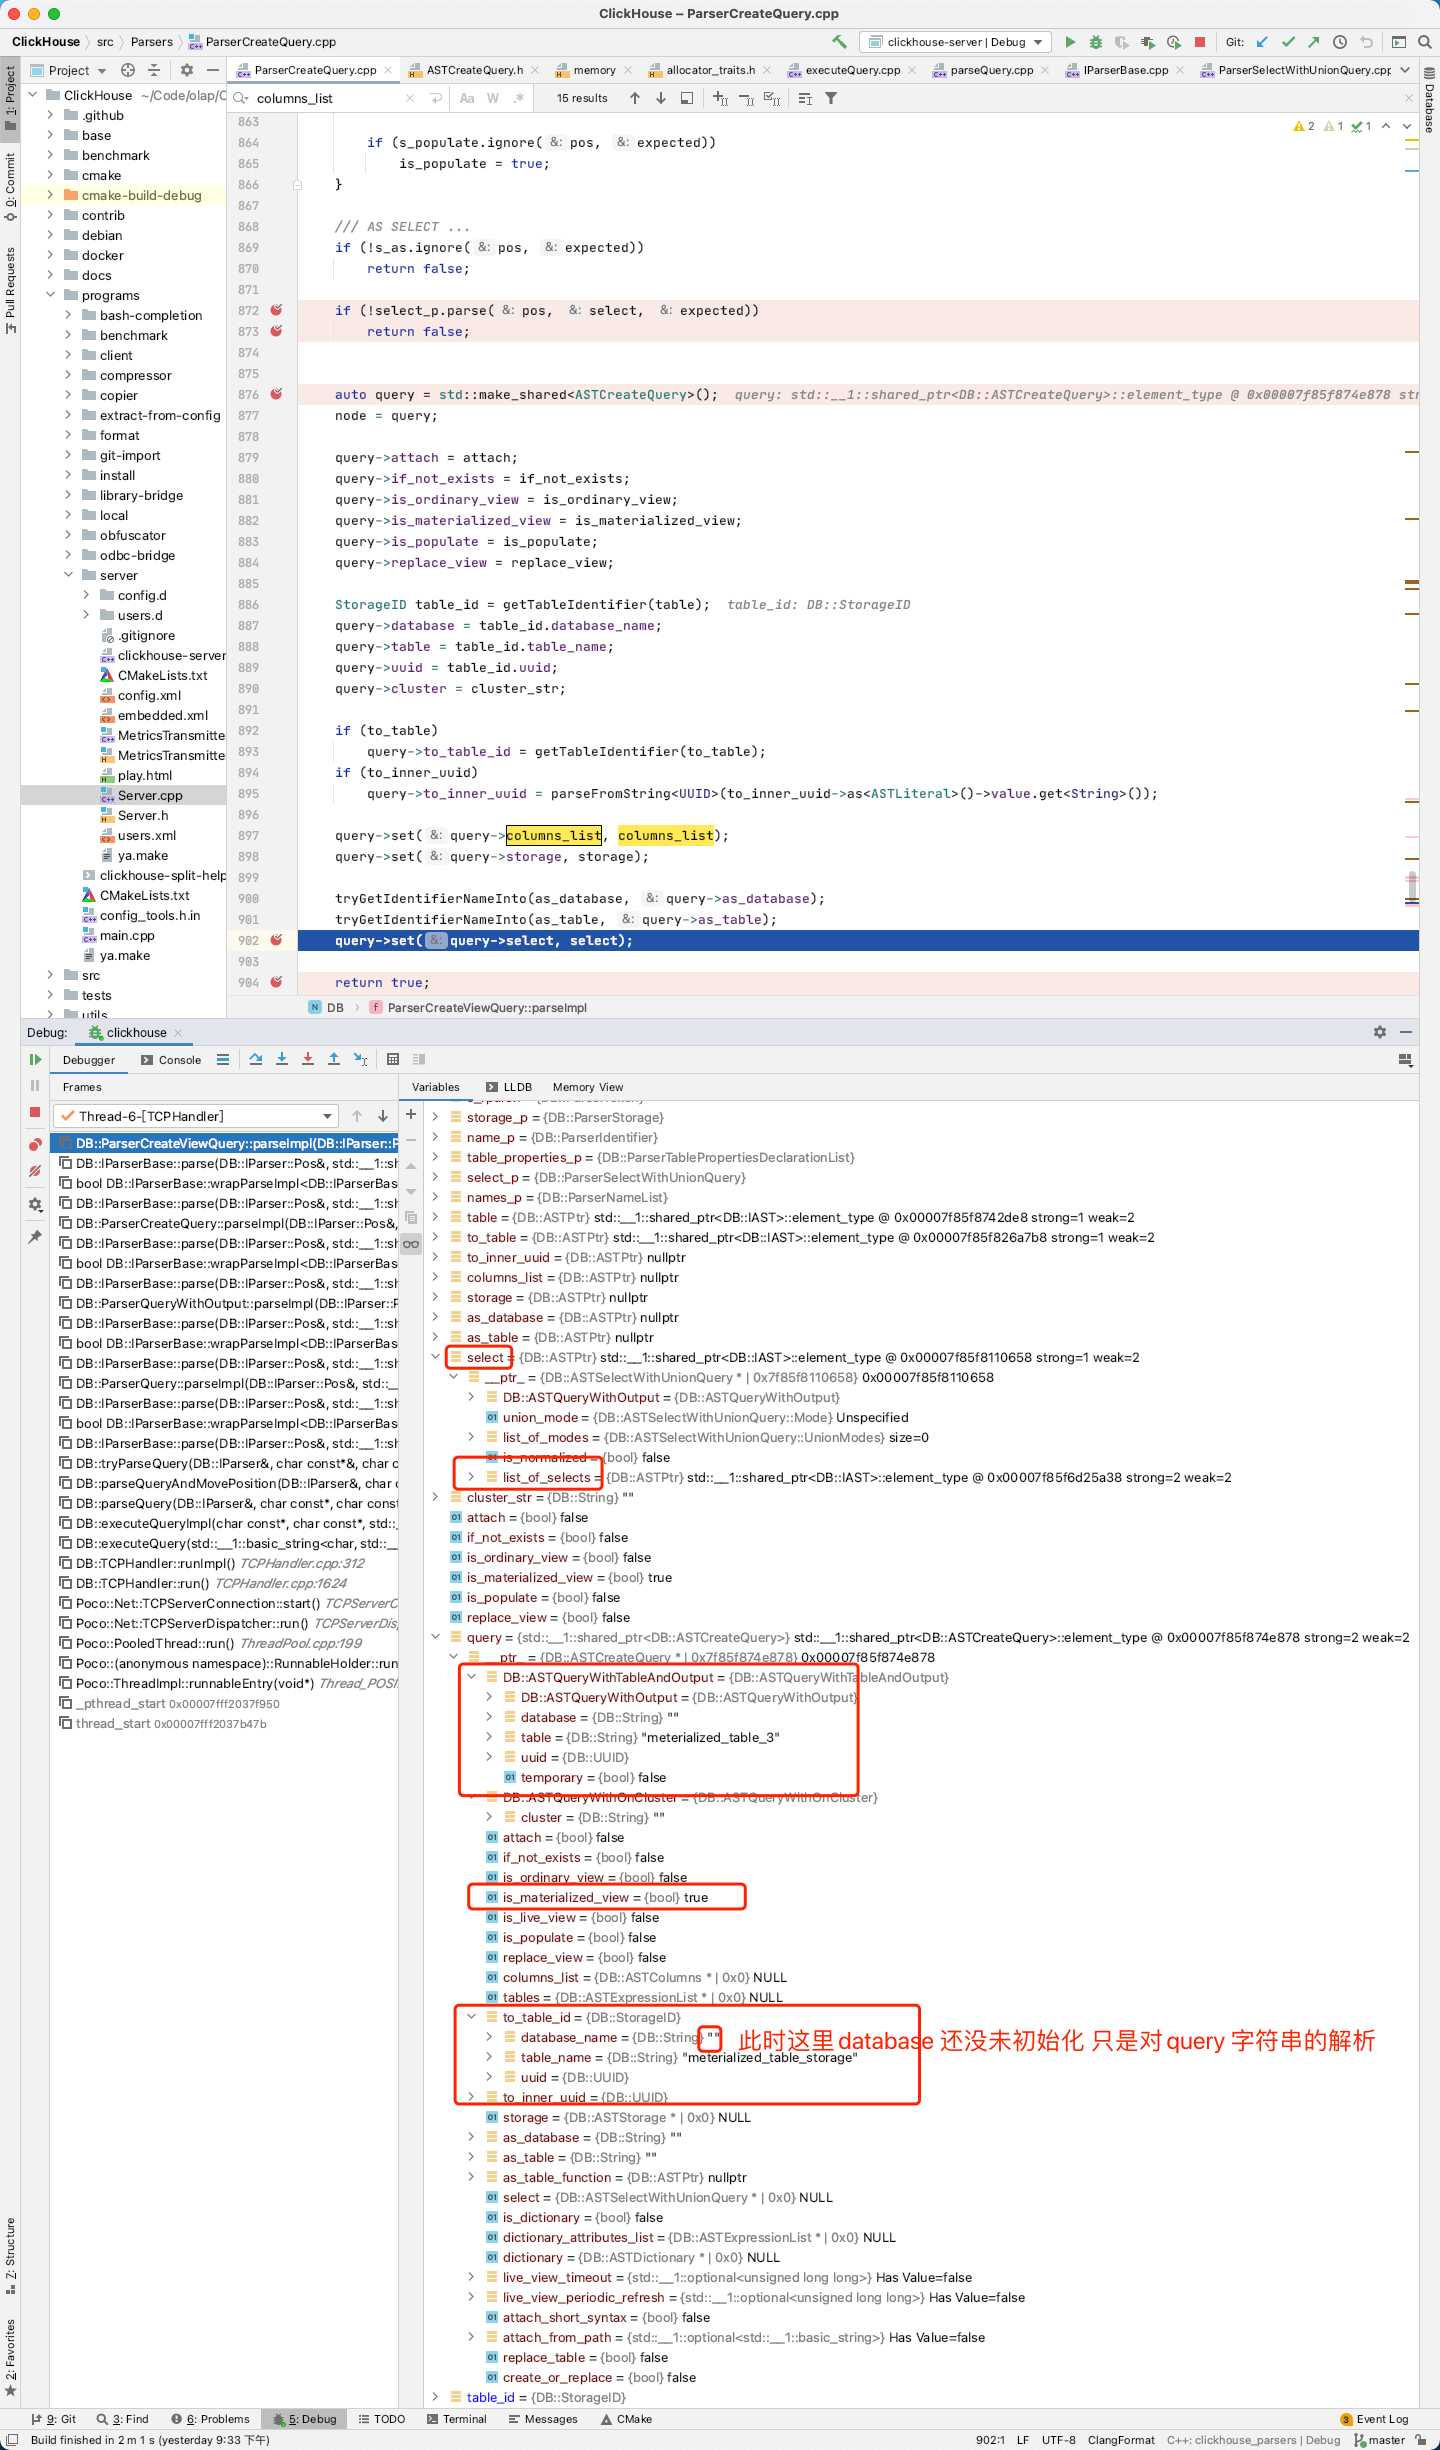 ClickHouse – ParserCreateQuery.cpp
ClickHouse src Parsers ParserCreateQuery.cpp
clickhouse-server | Debug
Git:
Project
ParserCreateQuery.cpp
ASTCreateQuery.h
memory
allocator_traits.h
executeQuery.cpp
parseQuery.cpp
IParserBase.cpp
ParserSelectWithUnionQuery.cpp
columns_list
Aa W .*
15 results
1: Project
0: Commit
Pull Requests
Database
ClickHouse ~/Code/olap/C
.github
base
benchmark
cmake
cmake-build-debug
contrib
debian
docker
docs
programs
bash-completion
benchmark
client
compressor
copier
extract-from-config
format
git-import
install
library-bridge
local
obfuscator
odbc-bridge
server
config.d
users.d
.gitignore
clickhouse-server
CMakeLists.txt
config.xml
embedded.xml
MetricsTransmitte
MetricsTransmitte
play.html
Server.cpp
Server.h
users.xml
ya.make
clickhouse-split-help
CMakeLists.txt
config_tools.h.in
main.cpp
ya.make
src
tests
utils
2 1 1
863
864 if (s_populate.ignore( &: pos, &: expected))
865 is_populate = true;
866 }
867
868 /// AS SELECT ...
869 if (!s_as.ignore( &: pos, &: expected))
870 return false;
871
872 if (!select_p.parse( &: pos, &: select, &: expected))
873 return false;
874
875
876 auto query = std::make_shared<ASTCreateQuery>(); query: std::__1::shared_ptr<DB::ASTCreateQuery>::element_type @ 0x00007f85f874e878 str
877 node = query;
878
879 query->attach = attach;
880 query->if_not_exists = if_not_exists;
881 query->is_ordinary_view = is_ordinary_view;
882 query->is_materialized_view = is_materialized_view;
883 query->is_populate = is_populate;
884 query->replace_view = replace_view;
885
886 StorageID table_id = getTableIdentifier(table); table_id: DB::StorageID
887 query->database = table_id.database_name;
888 query->table = table_id.table_name;
889 query->uuid = table_id.uuid;
890 query->cluster = cluster_str;
891
892 if (to_table)
893 query->to_table_id = getTableIdentifier(to_table);
894 if (to_inner_uuid)
895 query->to_inner_uuid = parseFromString<UUID>(to_inner_uuid->as<ASTLiteral>()->value.get<String>());
896
897 query->set( &: query->columns_list, columns_list);
898 query->set( &: query->storage, storage);
899
900 tryGetIdentifierNameInto(as_database, &: query->as_database);
901 tryGetIdentifierNameInto(as_table, &: query->as_table);
902 query->set( &: query->select, select);
903
904 return true;
DB ParserCreateViewQuery::parseImpl
Debug: clickhouse
Debugger Console
Frames
Thread-6-[TCPHandler]
DB::ParserCreateViewQuery::parseImpl(DB::IParser::P
DB::IParserBase::parse(DB::IParser::Pos&, std::__1::sh
bool DB::IParserBase::wrapParseImpl<DB::IParserBase
DB::IParserBase::parse(DB::IParser::Pos&, std::__1::sh
DB::ParserCreateQuery::parseImpl(DB::IParser::Pos&,
DB::IParserBase::parse(DB::IParser::Pos&, std::__1::sh
bool DB::IParserBase::wrapParseImpl<DB::IParserBase
DB::IParserBase::parse(DB::IParser::Pos&, std::__1::sh
DB::ParserQueryWithOutput::parseImpl(DB::IParser::P
DB::IParserBase::parse(DB::IParser::Pos&, std::__1::sh
bool DB::IParserBase::wrapParseImpl<DB::IParserBase
DB::IParserBase::parse(DB::IParser::Pos&, std::__1::sh
DB::ParserQuery::parseImpl(DB::IParser::Pos&, std::__
DB::IParserBase::parse(DB::IParser::Pos&, std::__1::sh
bool DB::IParserBase::wrapParseImpl<DB::IParserBase
DB::IParserBase::parse(DB::IParser::Pos&, std::__1::sh
DB::tryParseQuery(DB::IParser&, char const*&, char co
DB::parseQueryAndMovePosition(DB::IParser&, char c
DB::parseQuery(DB::IParser&, char const*, char const
DB::executeQueryImpl(char const*, char const*, std::_
DB::executeQuery(std::__1::basic_string<char, std::__
DB::TCPHandler::runImpl() TCPHandler.cpp:312
DB::TCPHandler::run() TCPHandler.cpp:1624
Poco::Net::TCPServerConnection::start() TCPServerC
Poco::Net::TCPServerDispatcher::run() TCPServerDis
Poco::PooledThread::run() ThreadPool.cpp:199
Poco::(anonymous namespace)::RunnableHolder::run
Poco::ThreadImpl::runnableEntry(void*) Thread_POSI
_pthread_start 0x00007fff2037f950
thread_start 0x00007fff2037b47b
Variables LLDB Memory View
storage_p = {DB::ParserStorage}
name_p = {DB::ParserIdentifier}
table_properties_p = {DB::ParserTablePropertiesDeclarationList}
select_p = {DB::ParserSelectWithUnionQuery}
names_p = {DB::ParserNameList}
table = {DB::ASTPtr} std::__1::shared_ptr<DB::IAST>::element_type @ 0x00007f85f8742de8 strong=1 weak=2
to_table = {DB::ASTPtr} std::__1::shared_ptr<DB::IAST>::element_type @ 0x00007f85f826a7b8 strong=1 weak=2
to_inner_uuid = {DB::ASTPtr} nullptr
columns_list = {DB::ASTPtr} nullptr
storage = {DB::ASTPtr} nullptr
as_database = {DB::ASTPtr} nullptr
as_table = {DB::ASTPtr} nullptr
select = {DB::ASTPtr} std::__1::shared_ptr<DB::IAST>::element_type @ 0x00007f85f8110658 strong=1 weak=2
__ptr_ = {DB::ASTSelectWithUnionQuery * | 0x7f85f8110658} 0x00007f85f8110658
DB::ASTQueryWithOutput = {DB::ASTQueryWithOutput}
union_mode = {DB::ASTSelectWithUnionQuery::Mode} Unspecified
list_of_modes = {DB::ASTSelectWithUnionQuery::UnionModes} size=0
is_normalized = {bool} false
list_of_selects = {DB::ASTPtr} std::__1::shared_ptr<DB::IAST>::element_type @ 0x00007f85f6d25a38 strong=2 weak=2
cluster_str = {DB::String} ""
attach = {bool} false
if_not_exists = {bool} false
is_ordinary_view = {bool} false
is_materialized_view = {bool} true
is_populate = {bool} false
replace_view = {bool} false
query = {std::__1::shared_ptr<DB::ASTCreateQuery>} std::__1::shared_ptr<DB::ASTCreateQuery>::element_type @ 0x00007f85f874e878 strong=2 weak=2
__ptr_ = {DB::ASTCreateQuery * | 0x7f85f874e878} 0x00007f85f874e878
DB::ASTQueryWithTableAndOutput = {DB::ASTQueryWithTableAndOutput}
DB::ASTQueryWithOutput = {DB::ASTQueryWithOutput}
database = {DB::String} ""
table = {DB::String} "meterialized_table_3"
uuid = {DB::UUID}
temporary = {bool} false
DB::ASTQueryWithOnCluster = {DB::ASTQueryWithOnCluster}
cluster = {DB::String} ""
attach = {bool} false
if_not_exists = {bool} false
is_ordinary_view = {bool} false
is_materialized_view = {bool} true
is_live_view = {bool} false
is_populate = {bool} false
replace_view = {bool} false
columns_list = {DB::ASTColumns * | 0x0} NULL
tables = {DB::ASTExpressionList * | 0x0} NULL
to_table_id = {DB::StorageID}
database_name = {DB::String} "" 此时这里database 还没未初始化 只是对query 字符串的解析
table_name = {DB::String} "meterialized_table_storage"
uuid = {DB::UUID}
to_inner_uuid = {DB::UUID}
storage = {DB::ASTStorage * | 0x0} NULL
as_database = {DB::String} ""
as_table = {DB::String} ""
as_table_function = {DB::ASTPtr} nullptr
select = {DB::ASTSelectWithUnionQuery * | 0x0} NULL
is_dictionary = {bool} false
dictionary_attributes_list = {DB::ASTExpressionList * | 0x0} NULL
dictionary = {DB::ASTDictionary * | 0x0} NULL
live_view_timeout = {std::__1::optional<unsigned long long>} Has Value=false
live_view_periodic_refresh = {std::__1::optional<unsigned long long>} Has Value=false
attach_short_syntax = {bool} false
attach_from_path = {std::__1::optional<std::__1::basic_string>} Has Value=false
replace_table = {bool} false
create_or_replace = {bool} false
table_id = {DB::StorageID}
Z: Structure
2: Favorites
9: Git 3: Find 6: Problems 5: Debug TODO Terminal Messages CMake 3 Event Log
Build finished in 2 m 1 s (yesterday 9:33 下午) 902:1 LF UTF-8 ClangFormat C++: clickhouse_parsers | Debug master